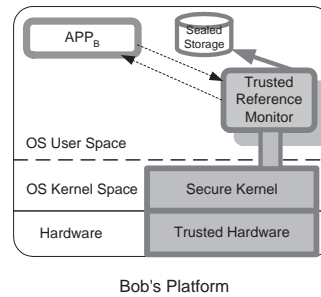 APP_B
Sealed
Storage
Trusted
Reference
Monitor
OS User Space
OS Kernel Space
Secure Kernel
Hardware
Trusted Hardware
Bob's Platform